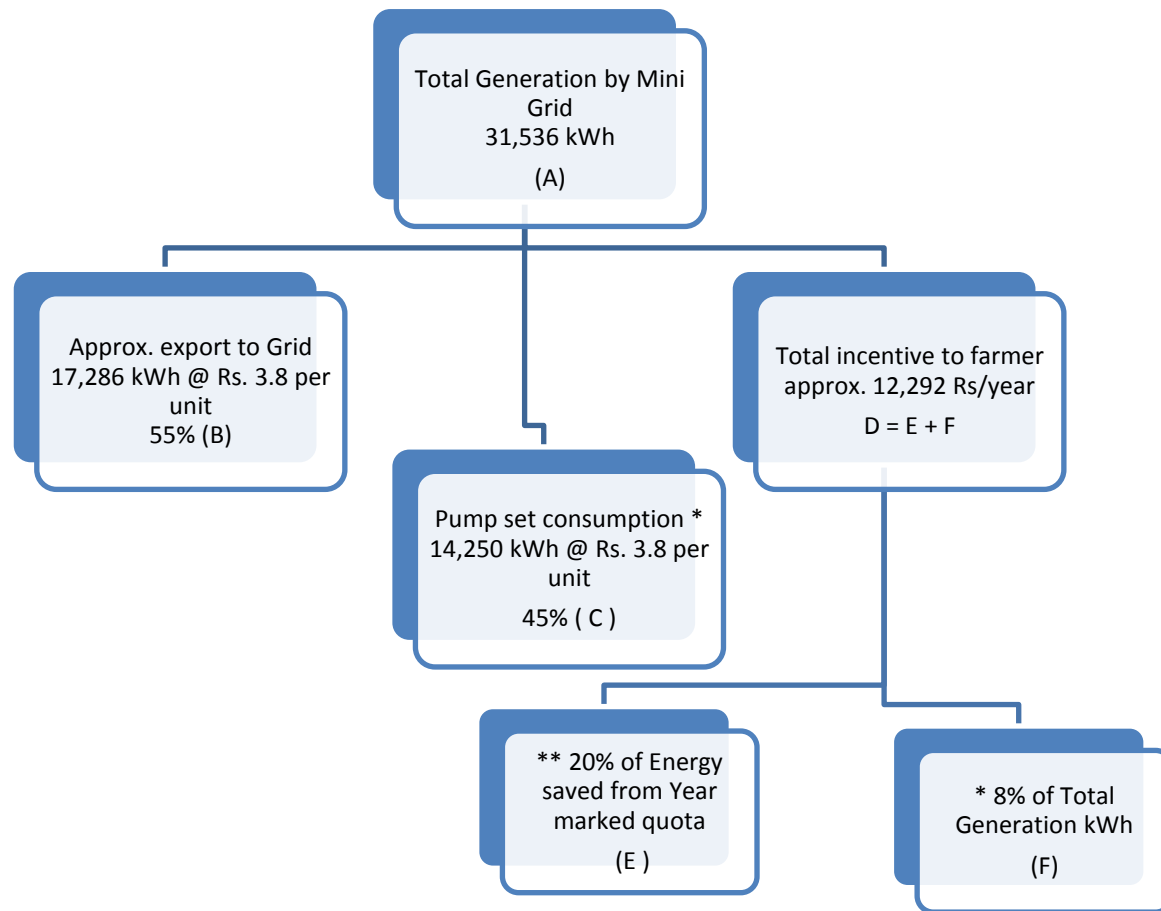 Total Generation by Mini
Grid
31,536 kWh
(A)
Approx. export to Grid
17,286 kWh @ Rs. 3.8 per
unit
55% (B)
Pump set consumption *
14,250 kWh @ Rs. 3.8 per
unit
45% ( C )
Total incentive to farmer
approx. 12,292 Rs/year
D = E + F
** 20% of Energy
saved from Year
marked quota
(E )
* 8% of Total
Generation kWh
(F)